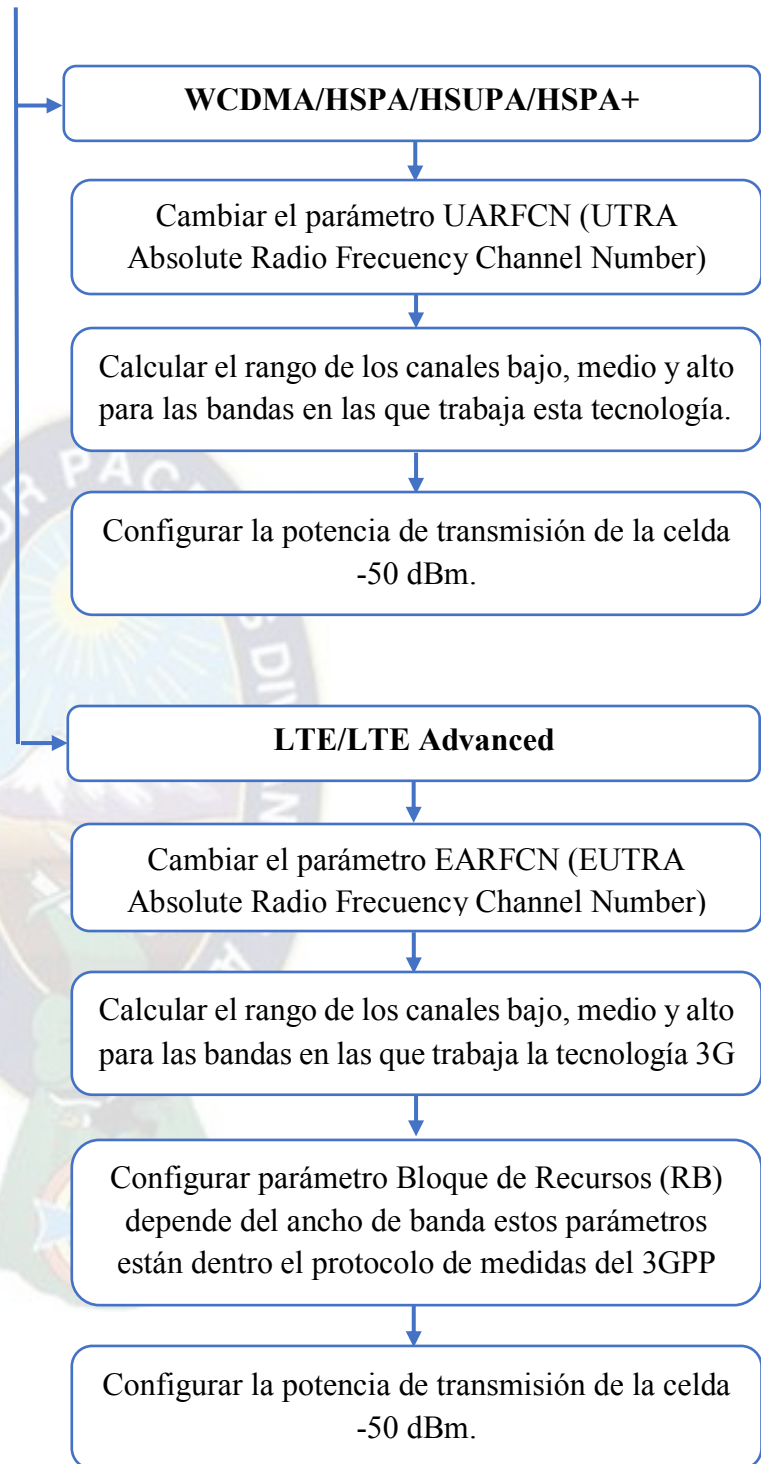 WCDMA/HSPA/HSUPA/HSPA+
Cambiar el parámetro UARFCN (UTRA
Absolute Radio Frecuency Channel Number)
Calcular el rango de los canales bajo, medio y alto
para las bandas en las que trabaja esta tecnología.
Configurar la potencia de transmisión de la celda
-50 dBm.
LTE/LTE Advanced
Cambiar el parámetro EARFCN (EUTRA
Absolute Radio Frecuency Channel Number)
Calcular el rango de los canales bajo, medio y alto
para las bandas en las que trabaja la tecnología 3G
Configurar parámetro Bloque de Recursos (RB)
depende del ancho de banda estos parámetros
están dentro el protocolo de medidas del 3GPP
Configurar la potencia de transmisión de la celda
-50 dBm.